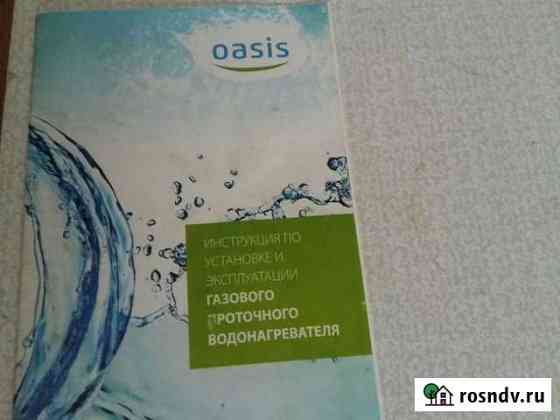 oasis
ИНСТРУКЦИЯ ПО
УСТАНОВКЕ И
ЭКСПЛУАТАЦИИ
ГАЗОВОГО
ПРОТОЧНОГО
ВОДОНАГРЕВАТЕЛЯ
rosndv.ru